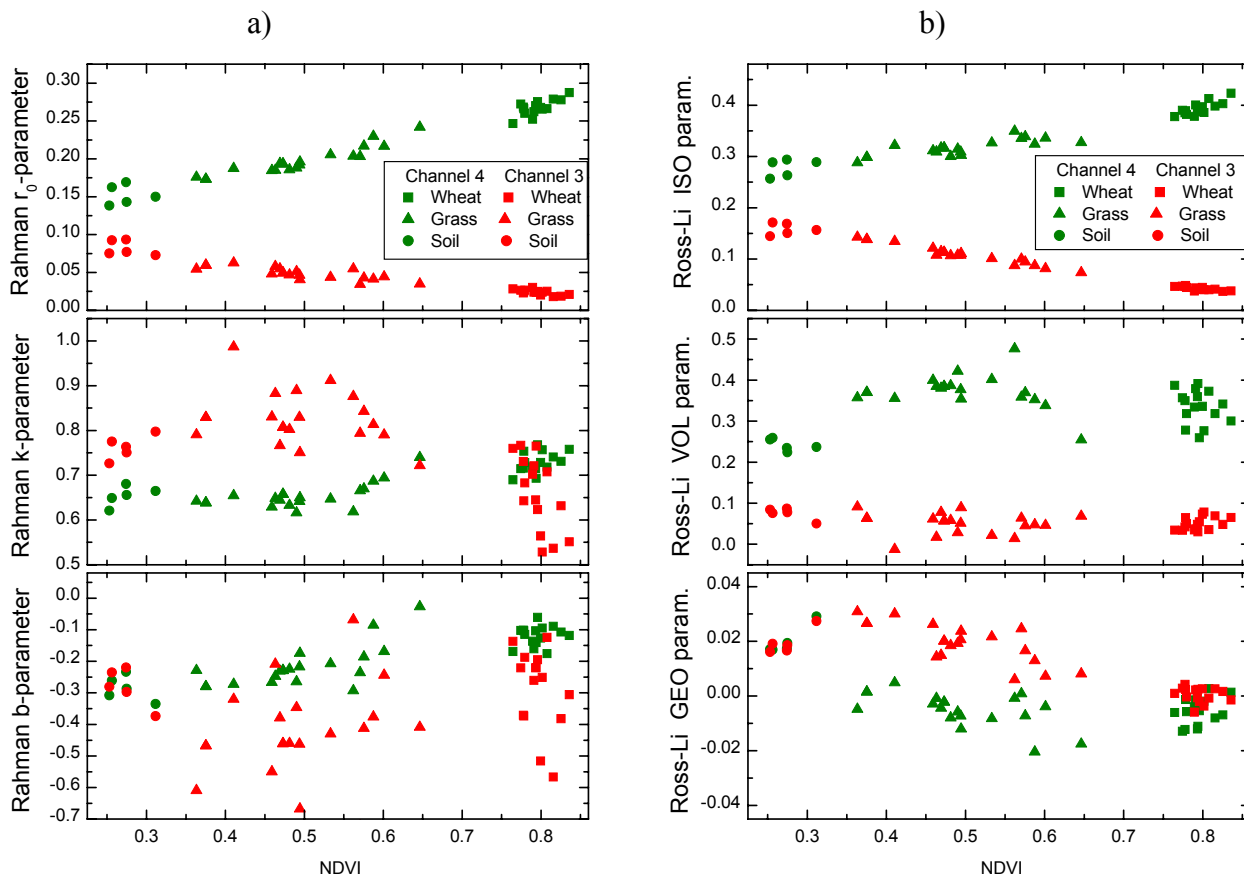 a)
b)
Rahman r0-parameter
0.30
0.25
0.20
0.15
0.10
0.05
0.00
Channel 4 Channel 3
Wheat Wheat
Grass Grass
Soil Soil
Rahman k-parameter
1.0
0.9
0.8
0.7
0.6
0.5
Rahman b-parameter
0.0
-0.1
-0.2
-0.3
-0.4
-0.5
-0.6
-0.7
0.3 0.4 0.5 0.6 0.7 0.8
NDVI
Ross-Li ISO param.
0.4
0.3
0.2
0.1
0.0
Channel 4 Channel 3
Wheat Wheat
Grass Grass
Soil Soil
Ross-Li VOL param.
0.5
0.4
0.3
0.2
0.1
0.0
Ross-Li GEO param.
0.04
0.02
0.00
-0.02
-0.04
0.3 0.4 0.5 0.6 0.7 0.8
NDVI